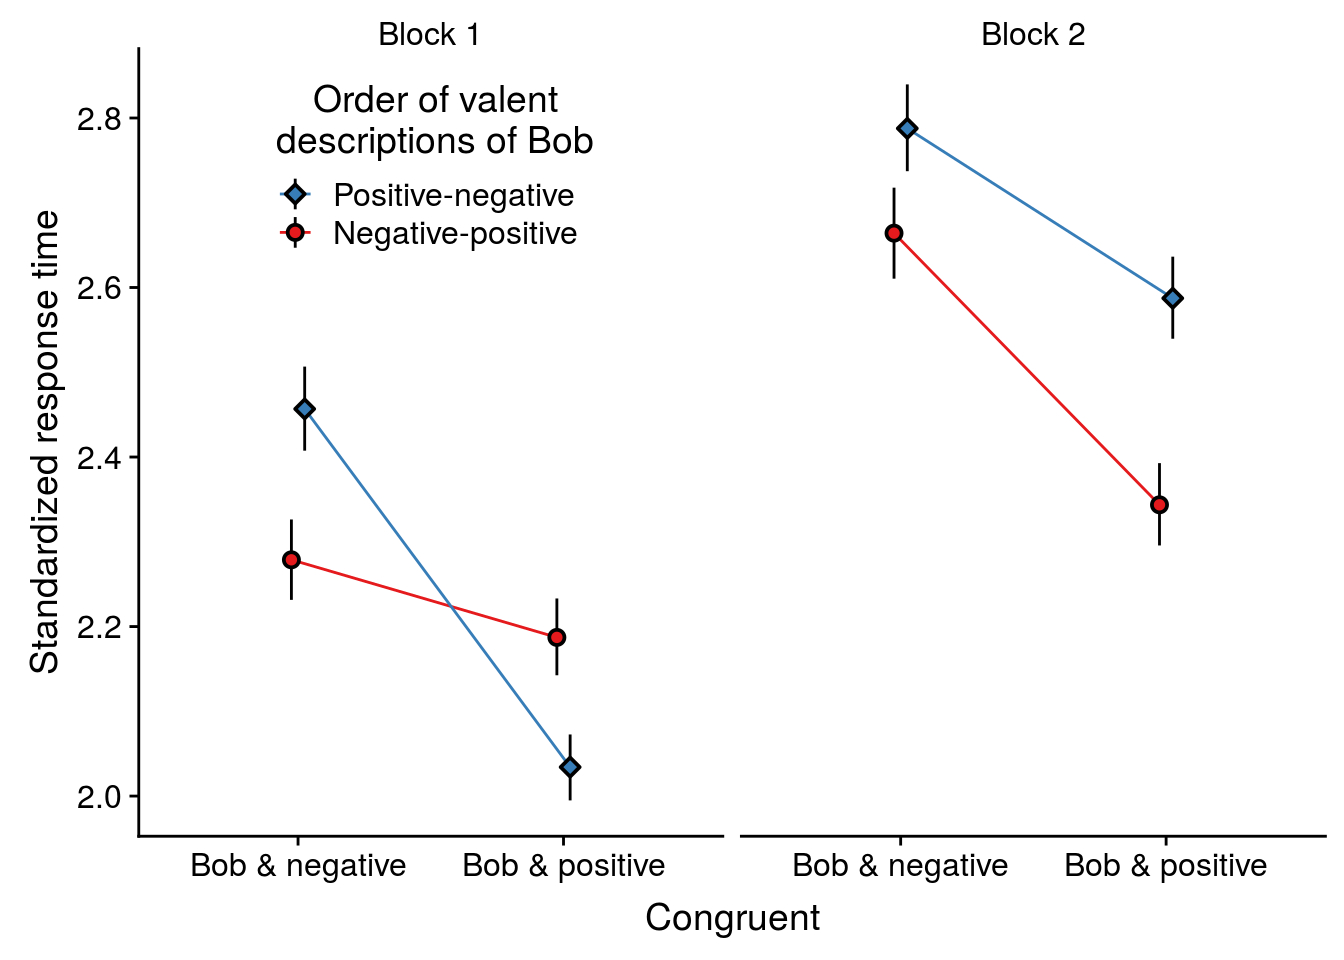 Block 1
Block 2
Order of valent
descriptions of Bob
Positive-negative
Negative-positive
Standardized response time
2.8
2.6
2.4
2.2
2.0
Bob & negative
Bob & positive
Bob & negative
Bob & positive
Congruent